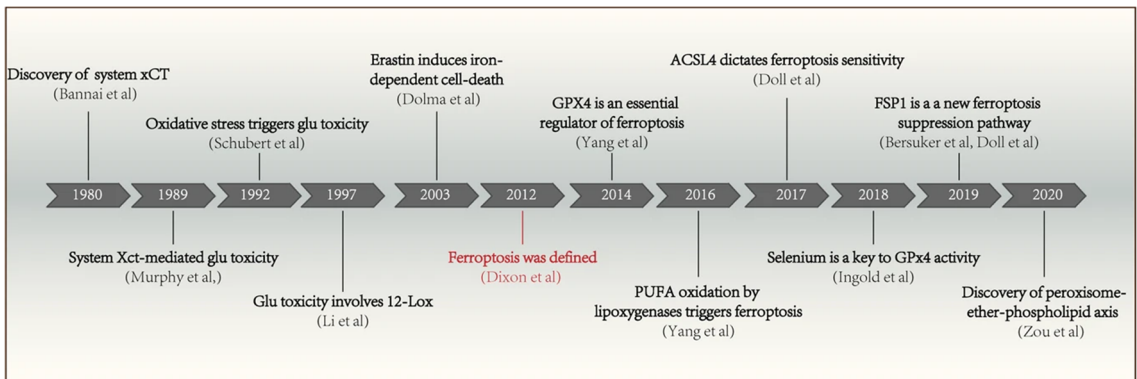 Discovery of system xCT
(Bannai et al)
Oxidative stress triggers glu toxicity
(Schubert et al)
Erastin induces iron-
dependent cell-death
(Dolma et al)
GPX4 is an essential
regulator of ferroptosis
(Yang et al)
ACSL4 dictates ferroptosis sensitivity
(Doll et al)
FSP1 is a a new ferroptosis
suppression pathway
(Bersuker et al, Doll et al)
1980 1989 1992 1997 2003 2012 2014 2016 2017 2018 2019 2020
System Xct-mediated glu toxicity
(Murphy et al,)
Glu toxicity involves 12-Lox
(Li et al)
Ferroptosis was defined
(Dixon et al)
PUFA oxidation by
lipoxygenases triggers ferroptosis
(Yang et al)
Selenium is a key to GPx4 activity
(Ingold et al)
Discovery of peroxisome-
ether-phospholipid axis
(Zou et al)